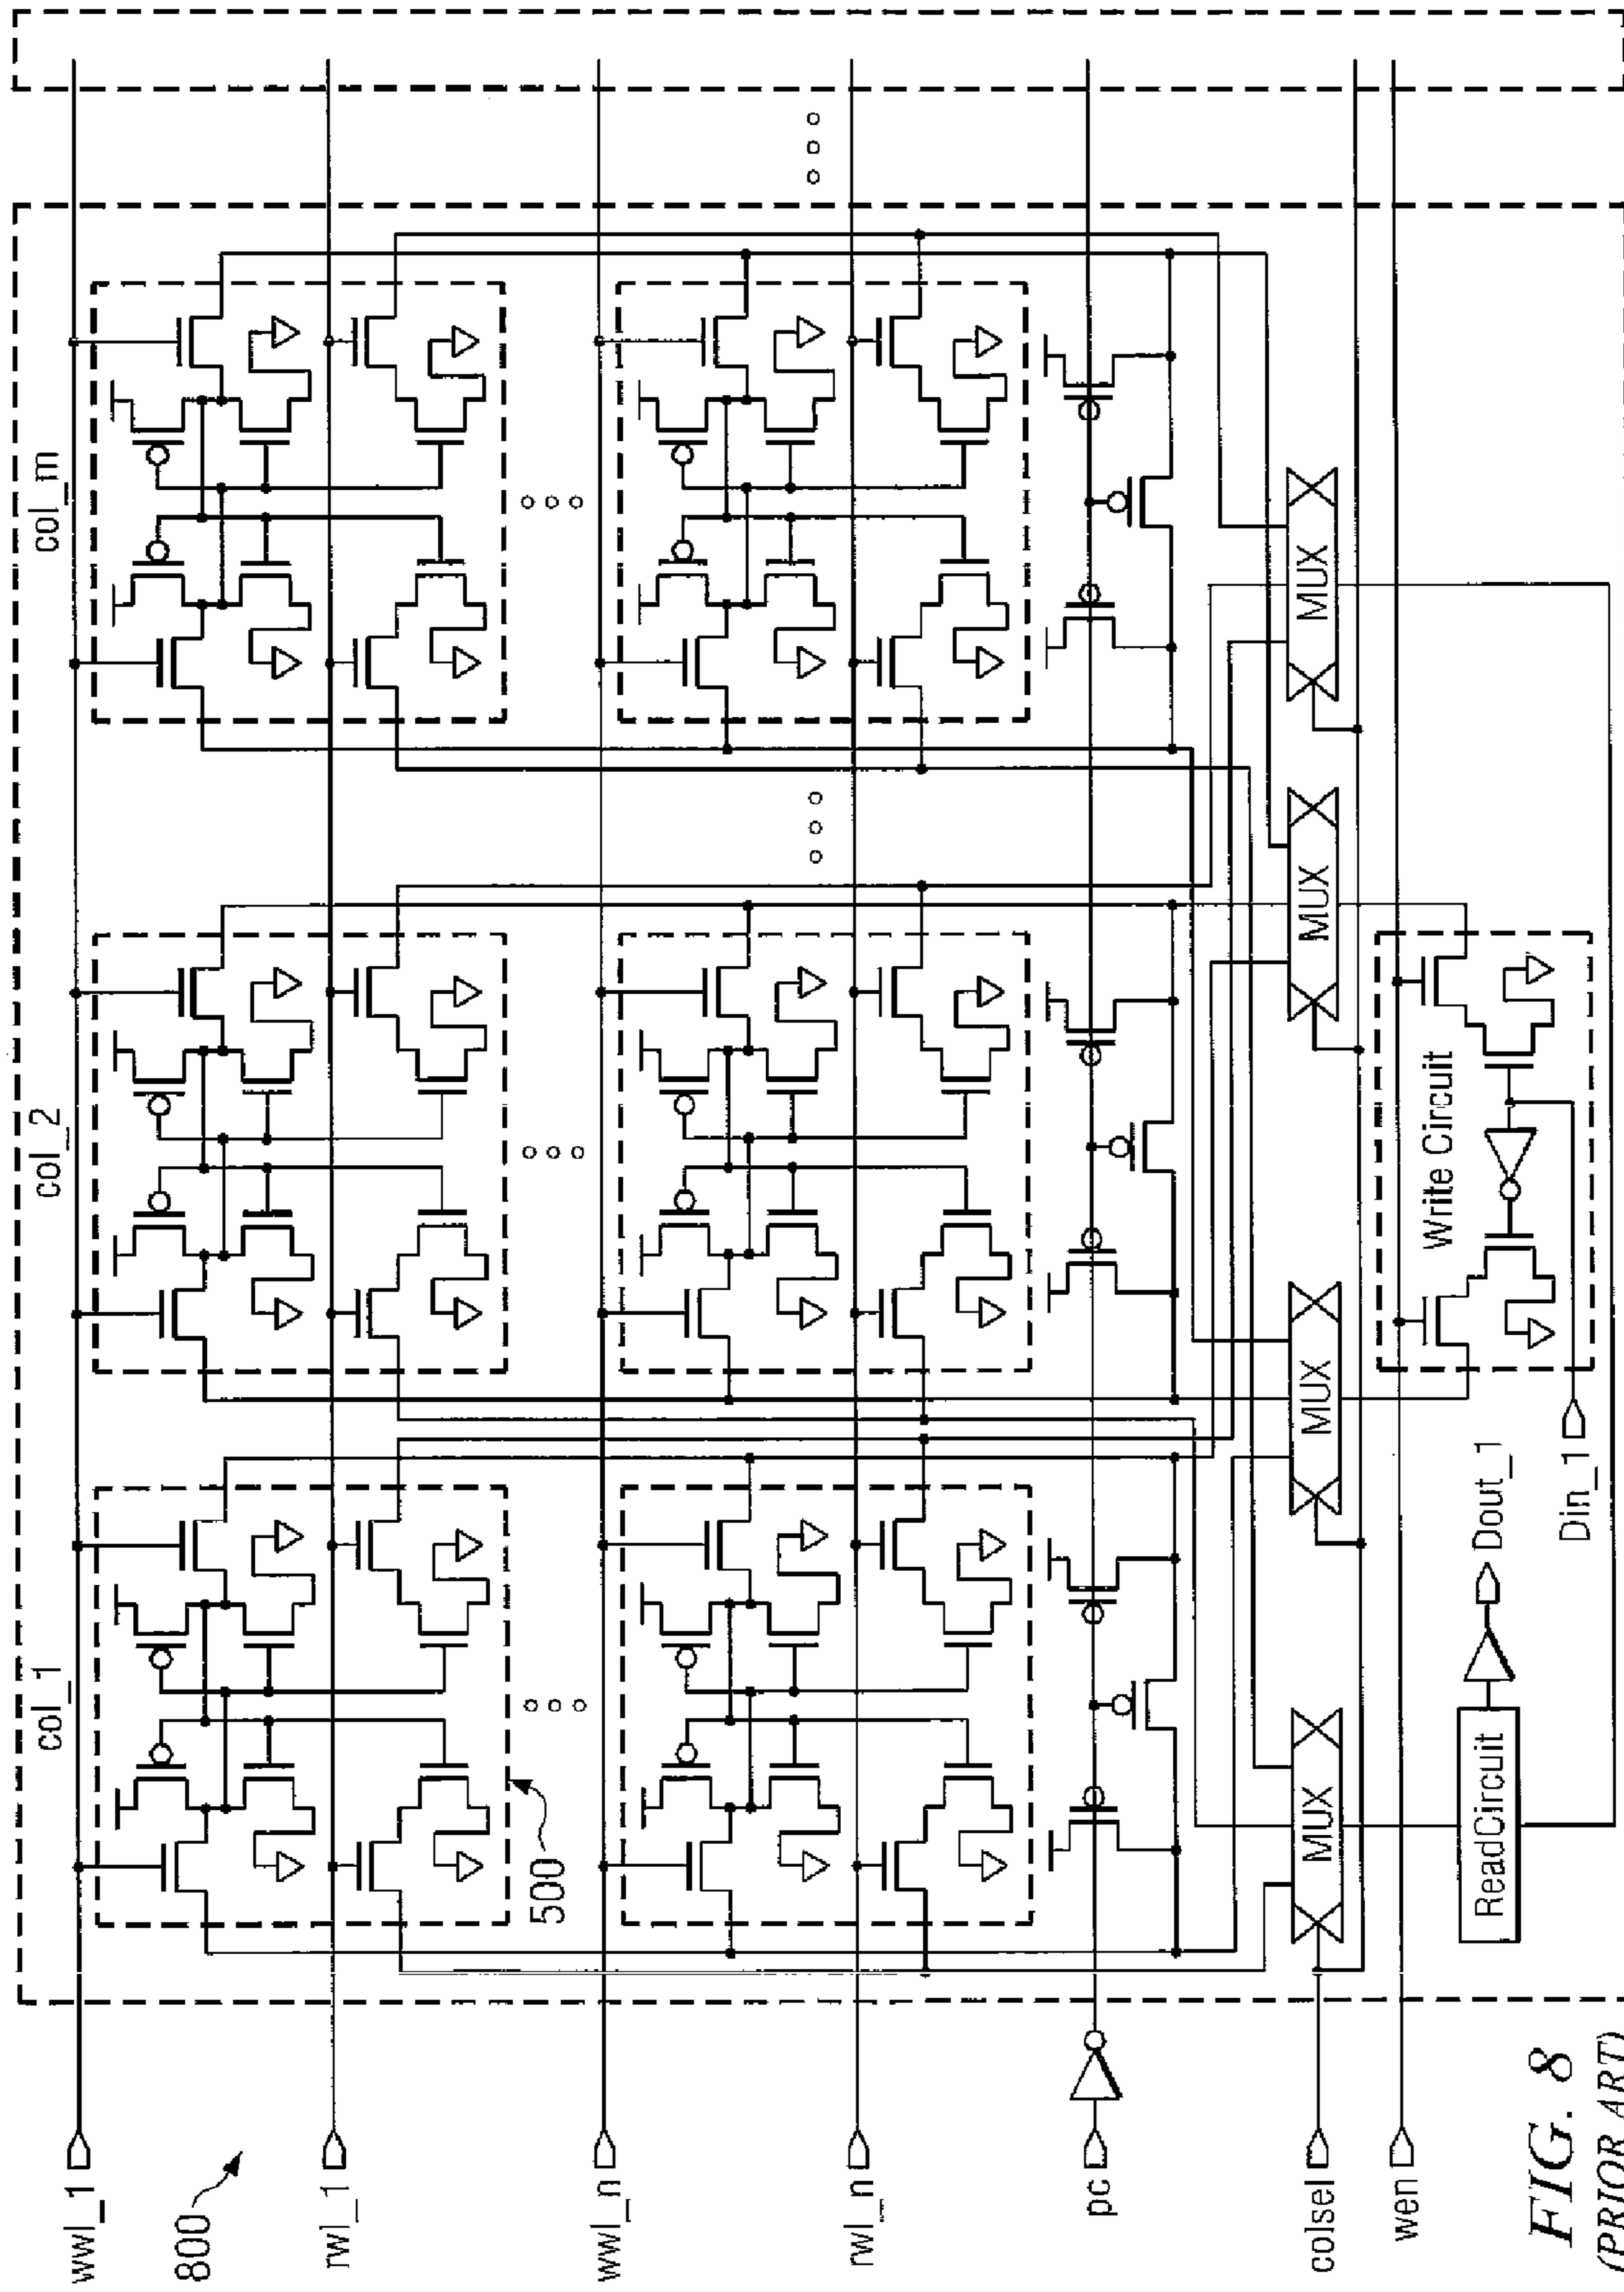 col_1
col_2
col_m
wwl_1
800
rwl_1
500
wwl_n
rwl_n
pc
colsel
MUX
MUX
MUX
MUX
wen
ReadCircuit
Dout_1
Write Circuit
Din_1
FIG. 8
(PRIOR ART)